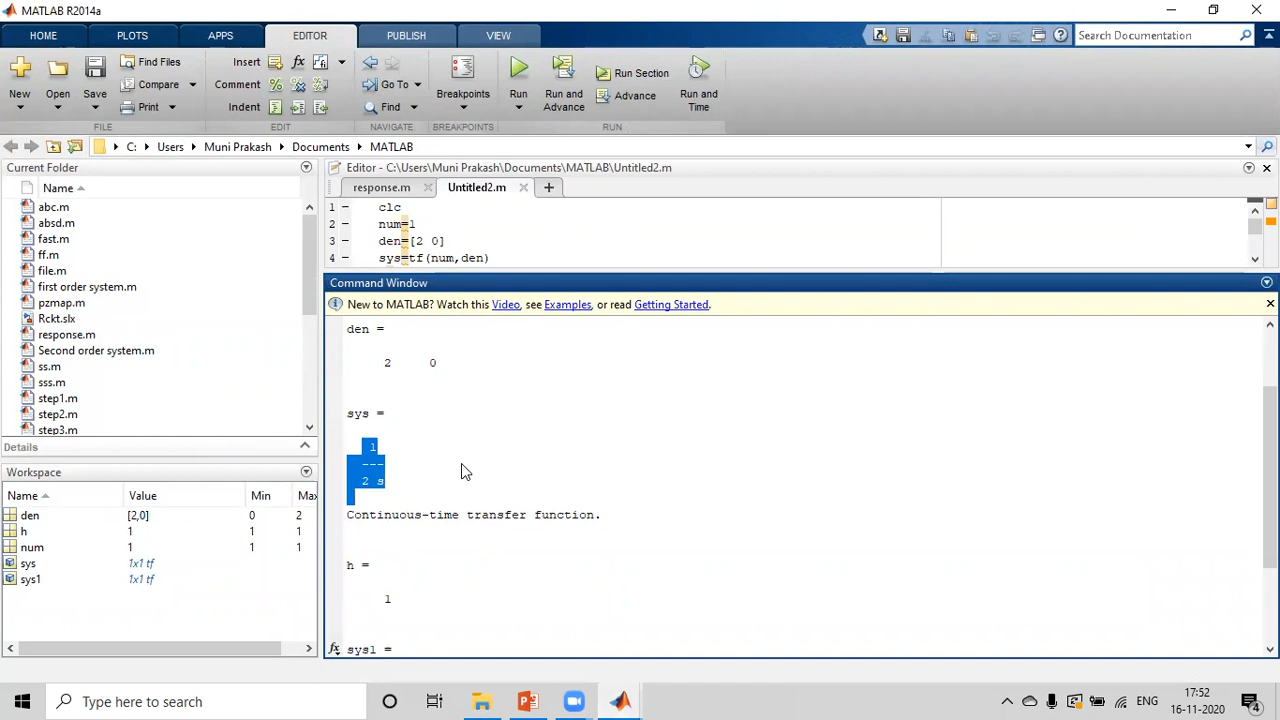 MATLAB R2014a
HOME PLOTS APPS EDITOR PUBLISH VIEW Search Documentation
New Open Save Find Files Compare Print
Insert Comment Indent
Go To Find
Breakpoints
Run Run and Advance Run Section Advance Run and Time
FILE EDIT NAVIGATE BREAKPOINTS RUN
C: Users Muni Prakash Documents MATLAB
Current Folder
Name
abc.m
absd.m
fast.m
ff.m
file.m
first order system.m
pzmap.m
Rckt.slx
response.m
Second order system.m
ss.m
sss.m
step1.m
step2.m
step3.m
Details
Workspace
Name Value Min Max
den [2,0] 0 2
h 1 1 1
num 1 1 1
sys 1x1 tf
sys1 1x1 tf
Editor - C:\Users\Muni Prakash\Documents\MATLAB\Untitled2.m
response.m Untitled2.m
1 - clc
2 - num=1
3 - den=[2 0]
4 - sys=tf(num,den)
Command Window
New to MATLAB? Watch this Video, see Examples, or read Getting Started.
den =
2 0
sys =
1
---
2 s
Continuous-time transfer function.
h =
1
fx sys1 =
Type here to search
ENG
17:52
16-11-2020
4